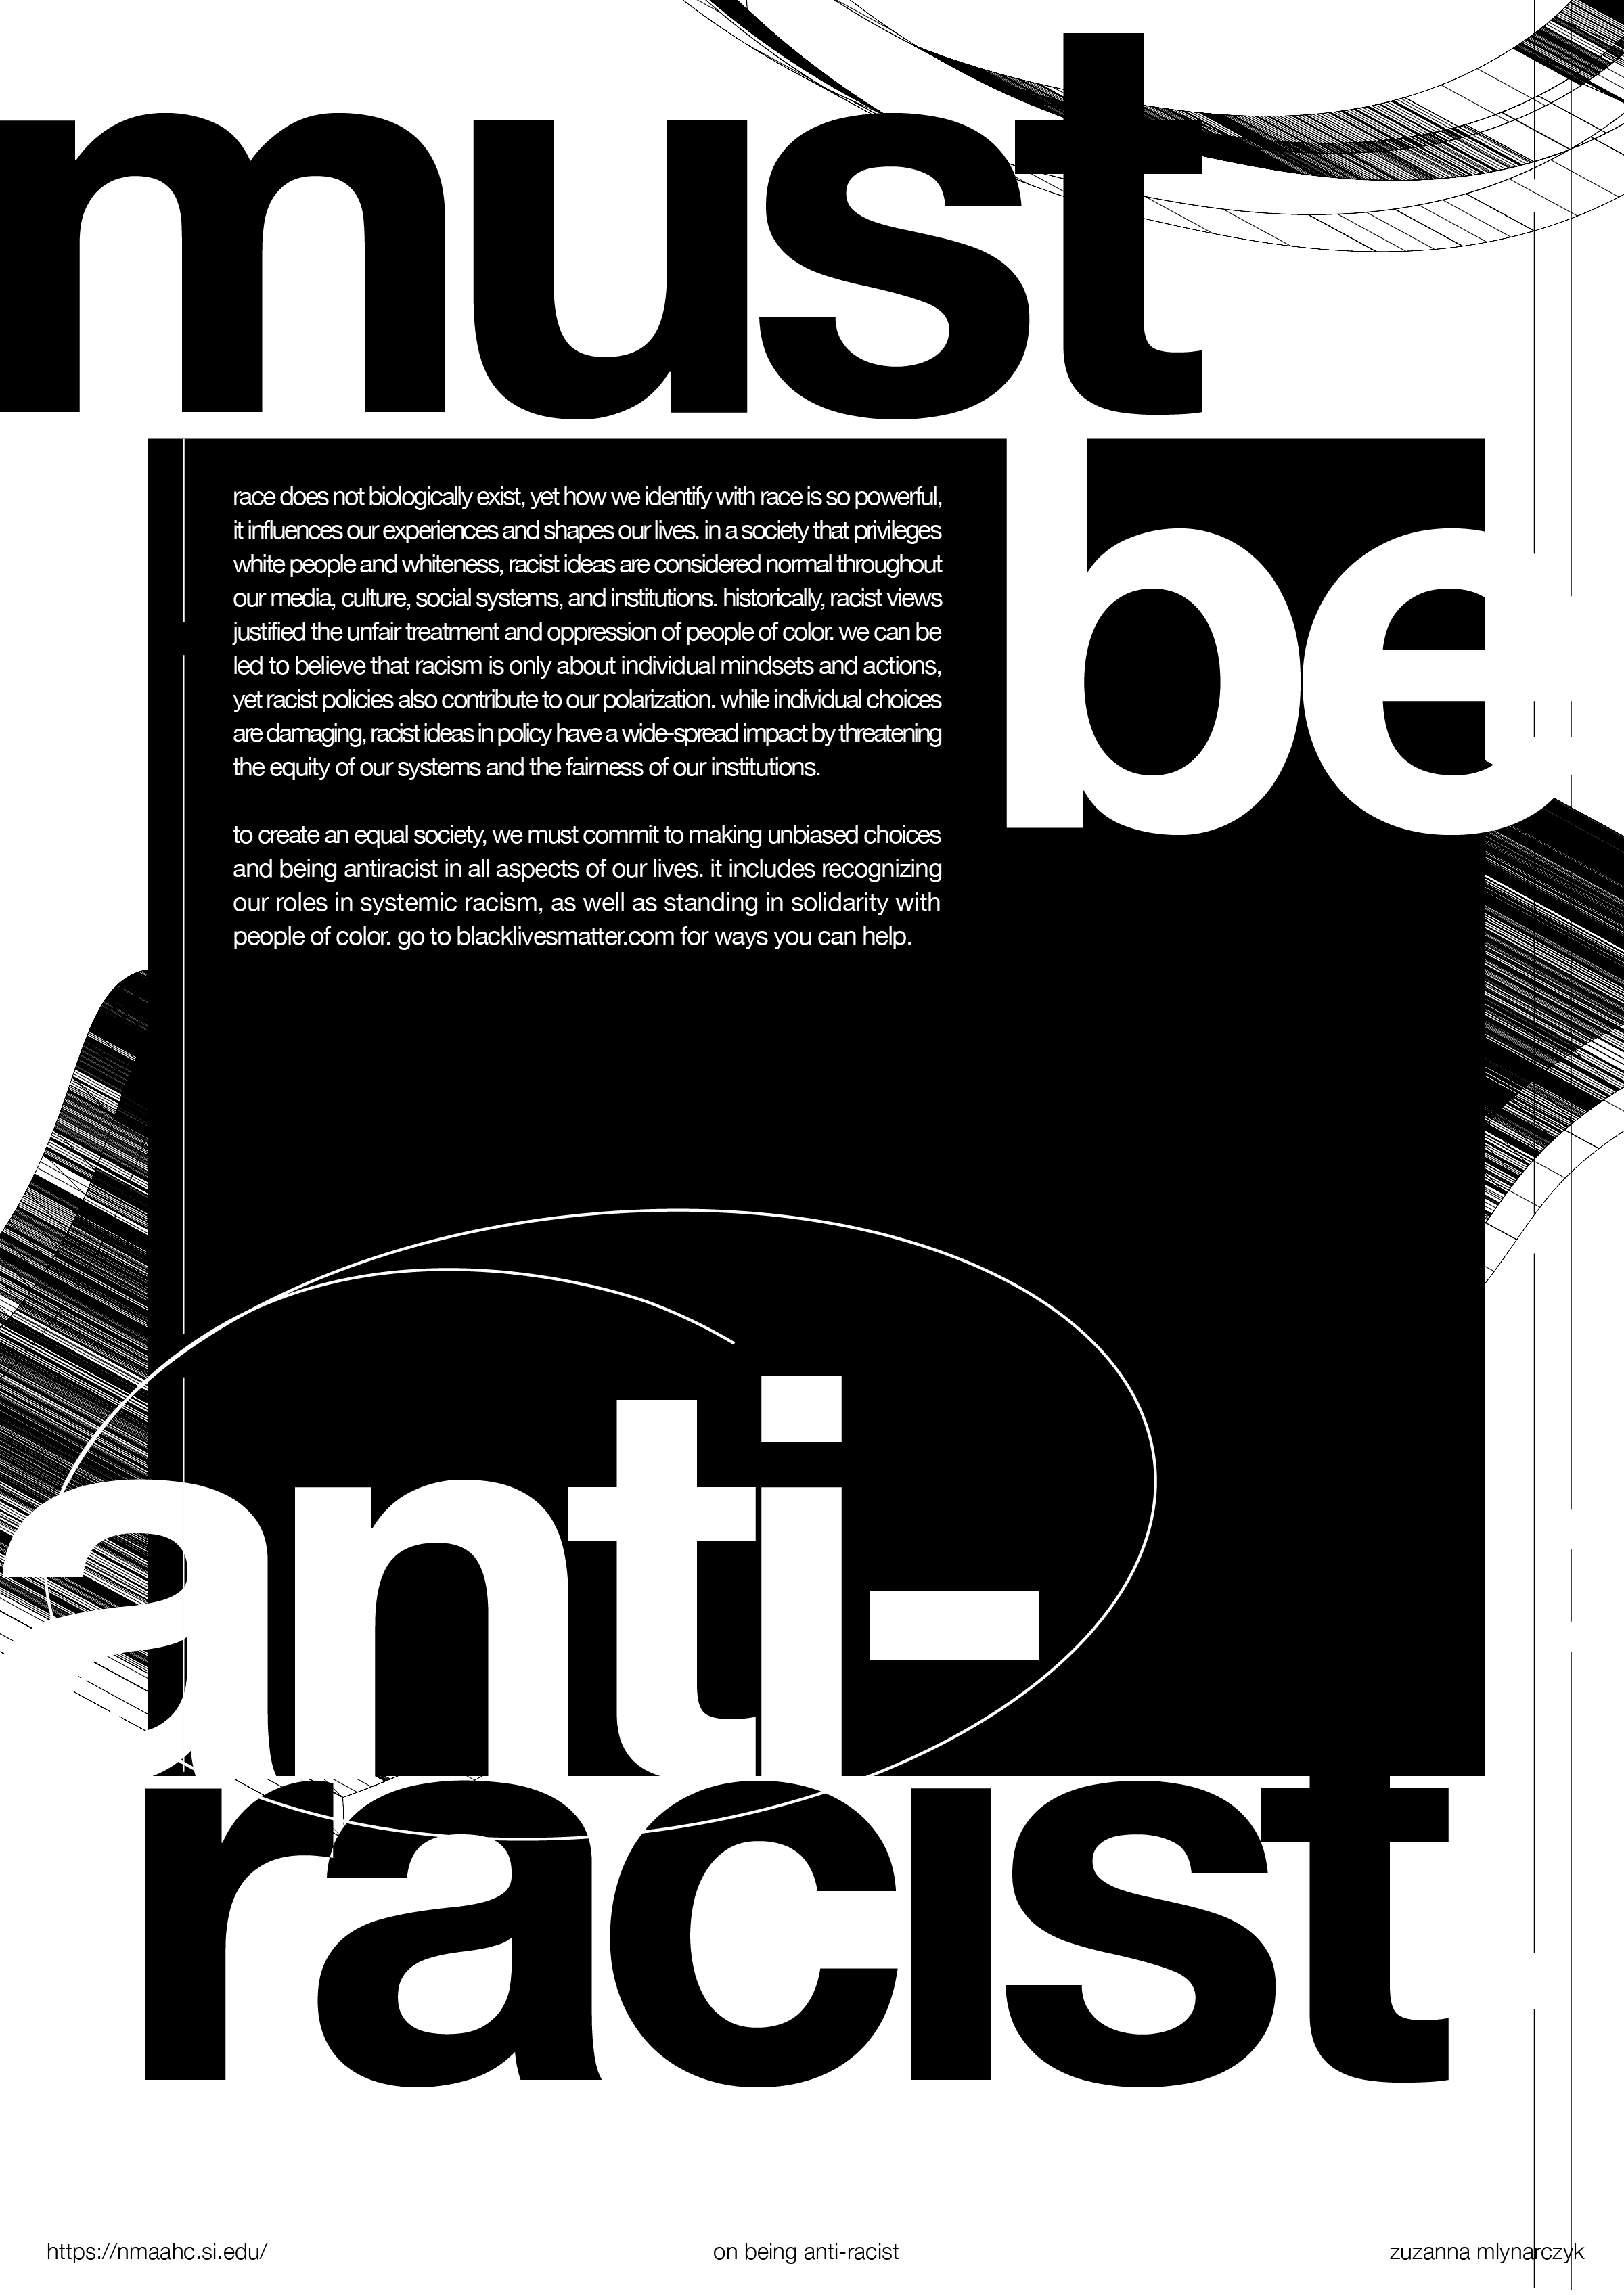 must
race does not biologically exist, yet how we identify with race is so powerful,
it influences our experiences and shapes our lives. in a society that privileges
white people and whiteness, racist ideas are considered normal throughout
our media, culture, social systems, and institutions. historically, racist views
justified the unfair treatment and oppression of people of color. we can be
led to believe that racism is only about individual mindsets and actions,
yet racist policies also contribute to our polarization. while individual choices
are damaging, racist ideas in policy have a wide-spread impact by threatening
the equity of our systems and the fairness of our institutions.
to create an equal society, we must commit to making unbiased choices
and being antiracist in all aspects of our lives. it includes recognizing
our roles in systemic racism, as well as standing in solidarity with
people of color. go to blacklivesmatter.com for ways you can help.
be
anti-
racist
https://nmaahc.si.edu/
on being anti-racist
zuzanna mlynarczyk